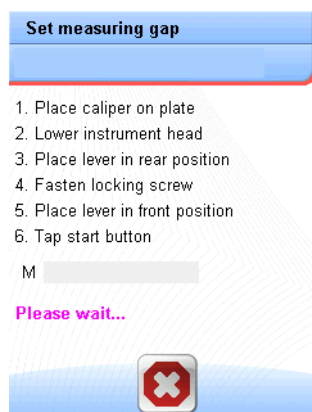 Set measuring gap
1. Place caliper on plate
2. Lower instrument head
3. Place lever in rear position
4. Fasten locking screw
5. Place lever in front position
6. Tap start button
M
Please wait...